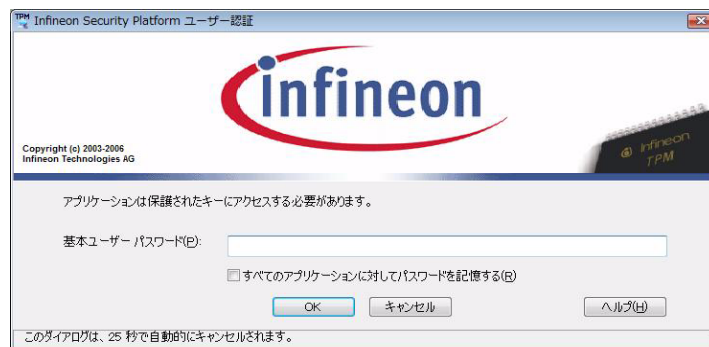 TPM
Infineon Security Platform ユーザー認証
infineon
Copyright (c) 2003-2006
Infineon Technologies AG
infineon
TPM
アプリケーションは保護されたキーにアクセスする必要があります。
基本ユーザー パスワード(P):
すべてのアプリケーションに対してパスワードを記憶する(R)
OK
キャンセル
ヘルプ(H)
このダイアログは、25 秒で自動的にキャンセルされます。